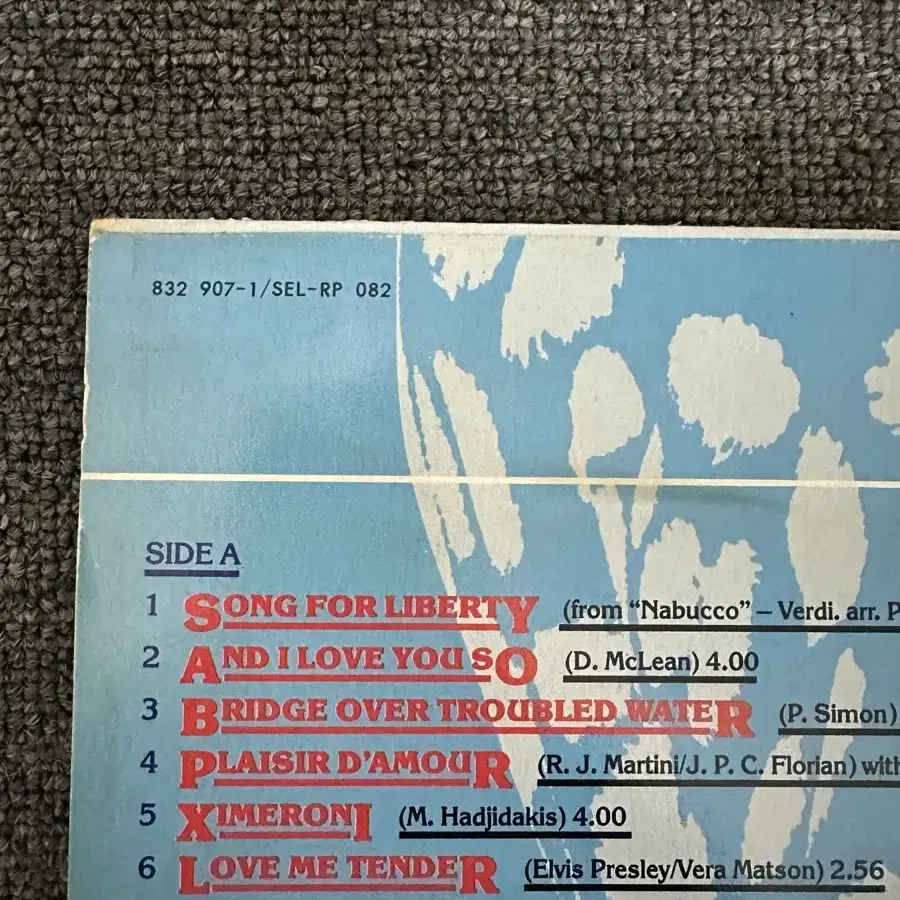 832 907-1/SEL-RP 082
SIDE A
1 SONG FOR LIBERTY (from “Nabucco” – Verdi. arr. P
2 AND I LOVE YOU SO (D. McLean) 4.00
3 BRIDGE OVER TROUBLED WATER (P. Simon)
4 PLAISIR D'AMOUR (R. J. Martini/J. P. C. Florian) with
5 XIMERONI (M. Hadjidakis) 4.00
6 LOVE ME TENDER (Elvis Presley/Vera Matson) 2.56